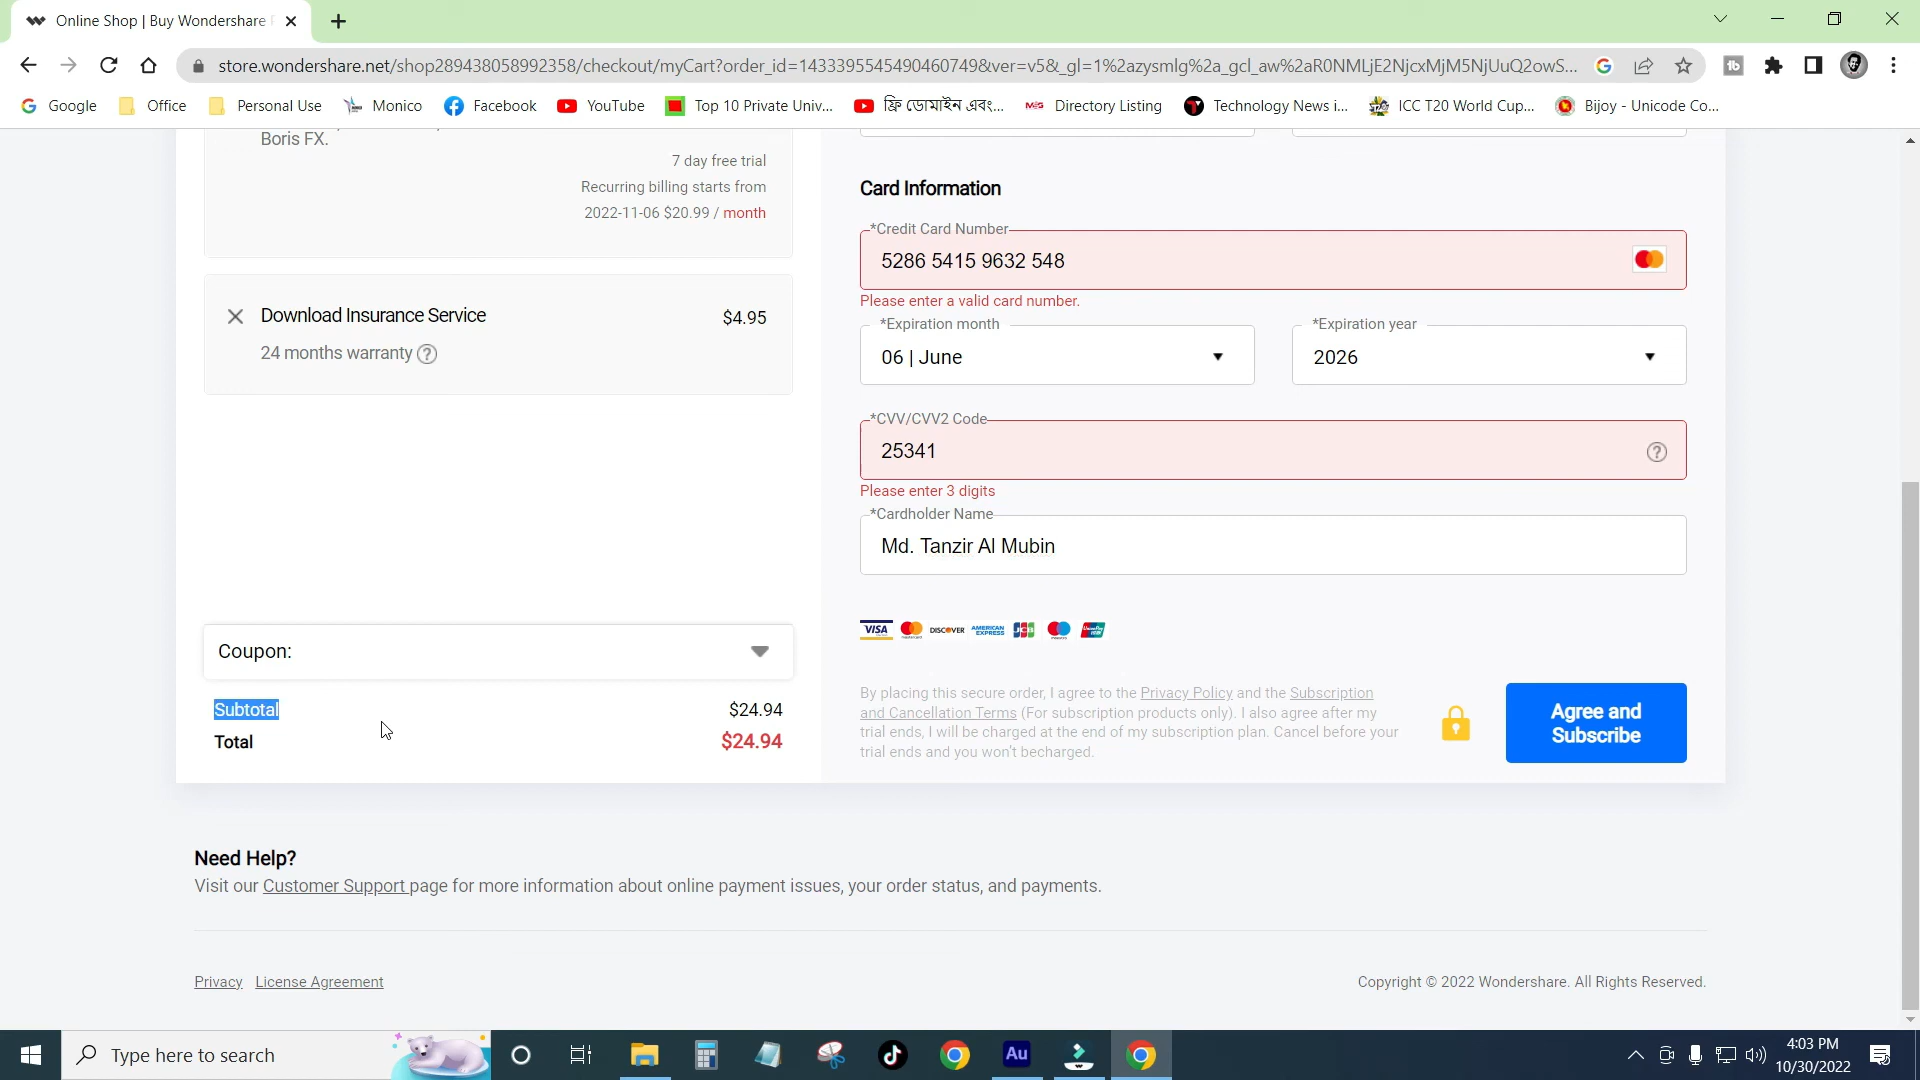 Online Shop | Buy Wondershare
store.wondershare.net/shop289438058992358/checkout/myCart?order_id=1433395545490460749&ver=v5&_gl=1%2azysmlg%2a_gcl_aw%2aR0NMLjE2NjcxMjM5NjUuQ2owS...
Google Office Personal Use Monico Facebook YouTube Top 10 Private Univ... ফ্রি ডোমাইন এবং... Directory Listing Technology News i... ICC T20 World Cup... Bijoy - Unicode Co...
Boris FX.
7 day free trial
Recurring billing starts from
2022-11-06 $20.99 / month
Download Insurance Service $4.95
24 months warranty ?
Coupon:
Subtotal $24.94
Total $24.94
Card Information
*Credit Card Number
5286 5415 9632 548
Please enter a valid card number.
*Expiration month *Expiration year
06 | June 2026
*CVV/CVV2 Code
25341 ?
Please enter 3 digits
*Cardholder Name
Md. Tanzir Al Mubin
VISA DISCOVER AMERICAN EXPRESS JCB UnionPay
By placing this secure order, I agree to the Privacy Policy and the Subscription
and Cancellation Terms (For subscription products only). I also agree after my
trial ends, I will be charged at the end of my subscription plan. Cancel before your
trial ends and you won't becharged.
Agree and
Subscribe
Need Help?
Visit our Customer Support page for more information about online payment issues, your order status, and payments.
Privacy License Agreement Copyright © 2022 Wondershare. All Rights Reserved.
Type here to search
Au
4:03 PM
10/30/2022